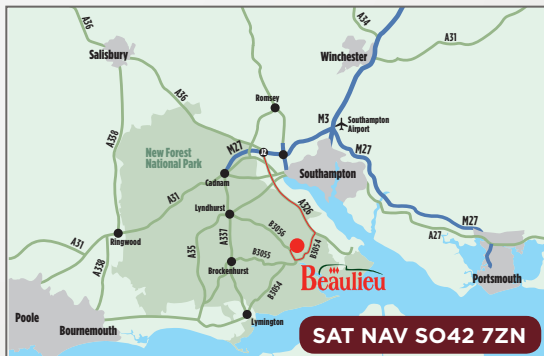 A36
A34
A31
Salisbury
Winchester
A36
Romsey
M3
Southampton
Airport
A338
New Forest
National Park
M27
2
M27
Southampton
Cadnam
A31
A326
Lyndhurst
M27
A27
B3056
A337
A31
Ringwood
A35
B3055
B3054
A338
Brockenhurst
Beaulieu
Portsmouth
B3054
Poole
Lymington
Bournemouth
SAT NAV SO42 7ZN